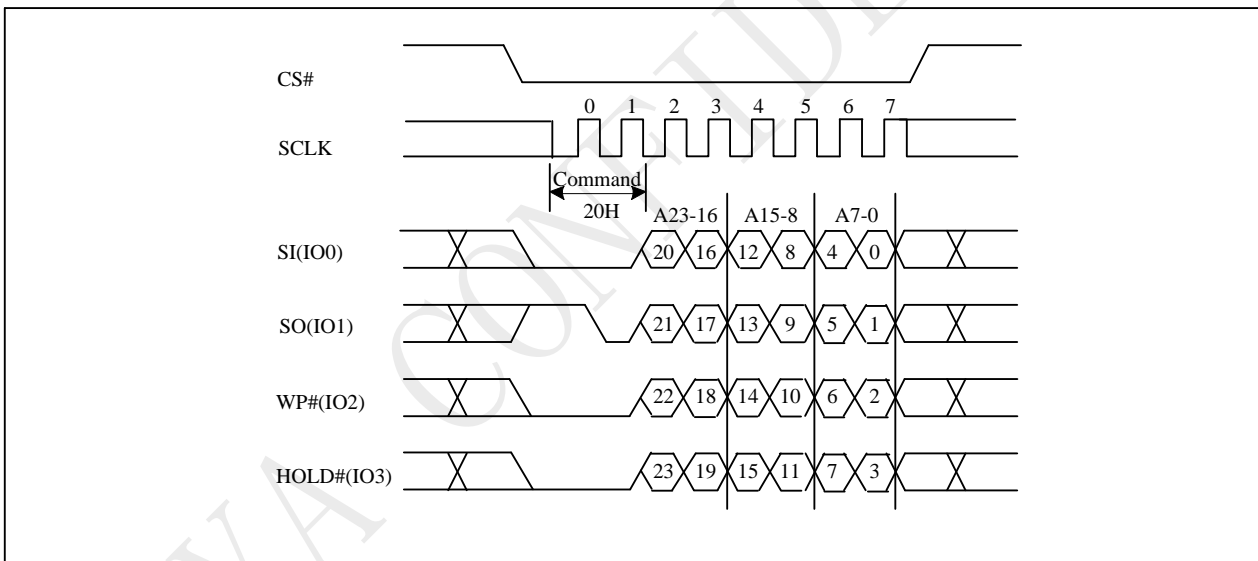 CS#
0 1 2 3 4 5 6 7
SCLK
Command
20H
A23-16 A15-8 A7-0
SI(IO0) 20 16 12 8 4 0
SO(IO1) 21 17 13 9 5 1
WP#(IO2) 22 18 14 10 6 2
HOLD#(IO3) 23 19 15 11 7 3